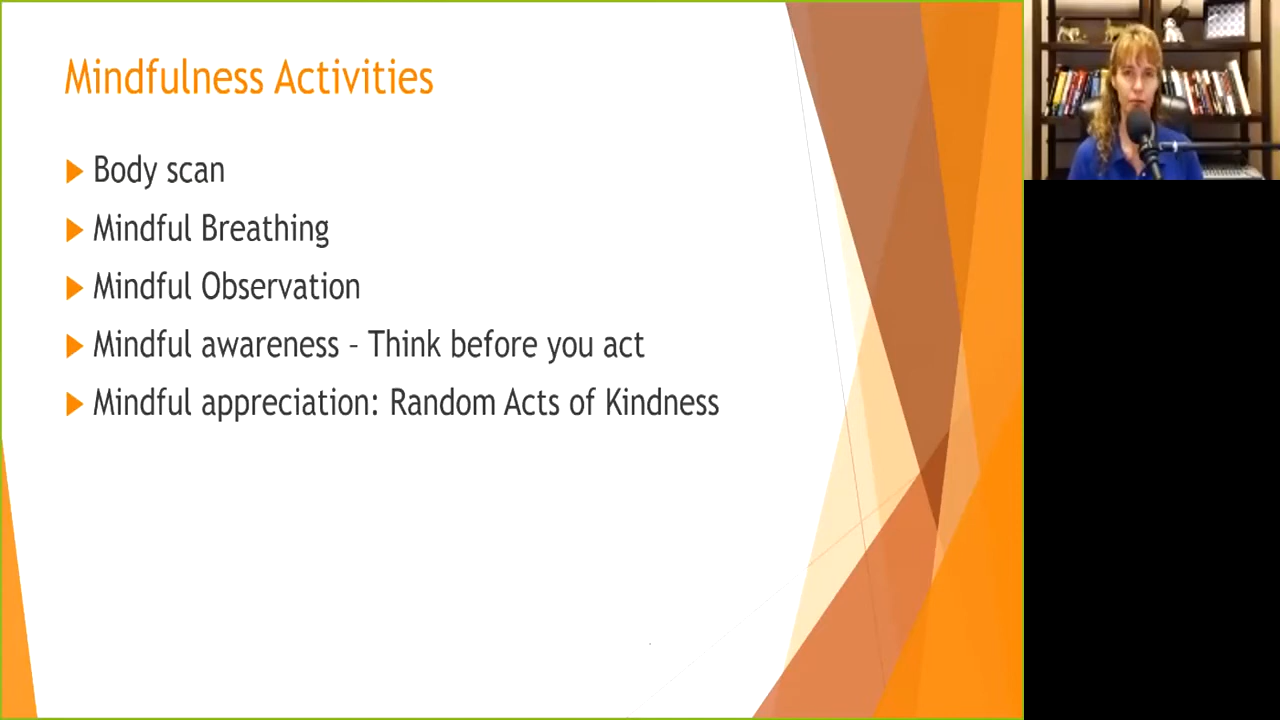 Mindfulness Activities
Body scan
Mindful Breathing
Mindful Observation
Mindful awareness – Think before you act
Mindful appreciation: Random Acts of Kindness